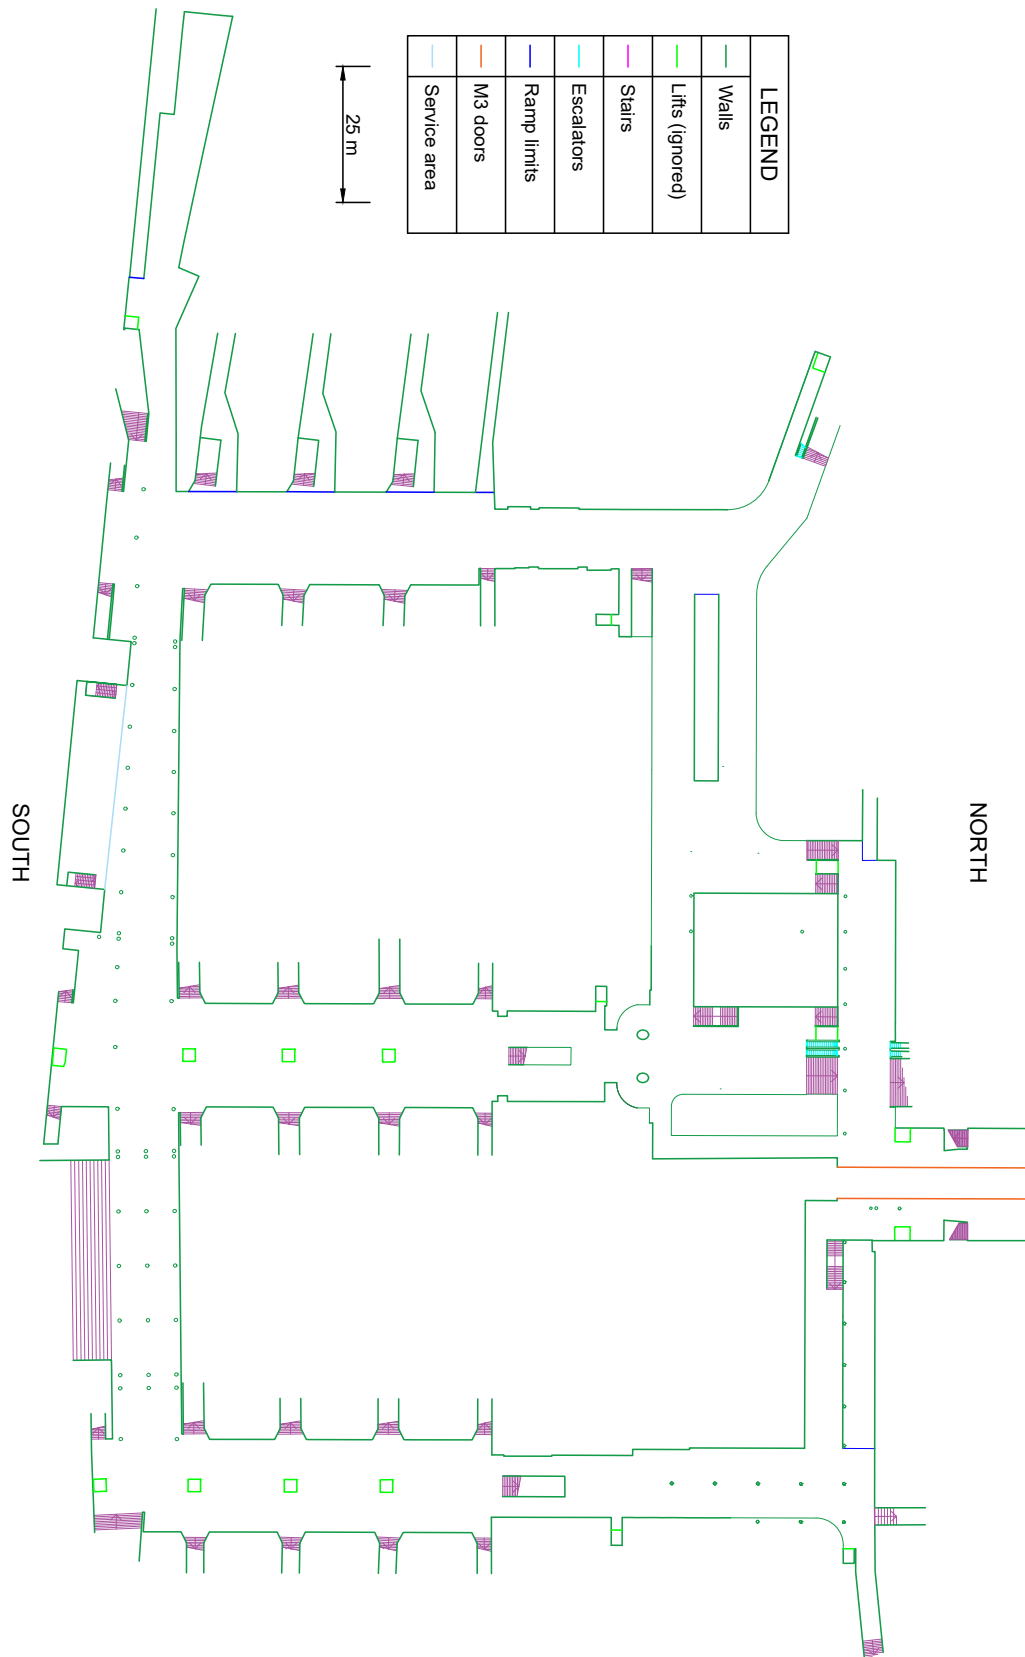 LEGEND
Walls
Lifts (ignored)
Stairs
Escalators
Ramp limits
M3 doors
Service area
25 m
NORTH
SOUTH